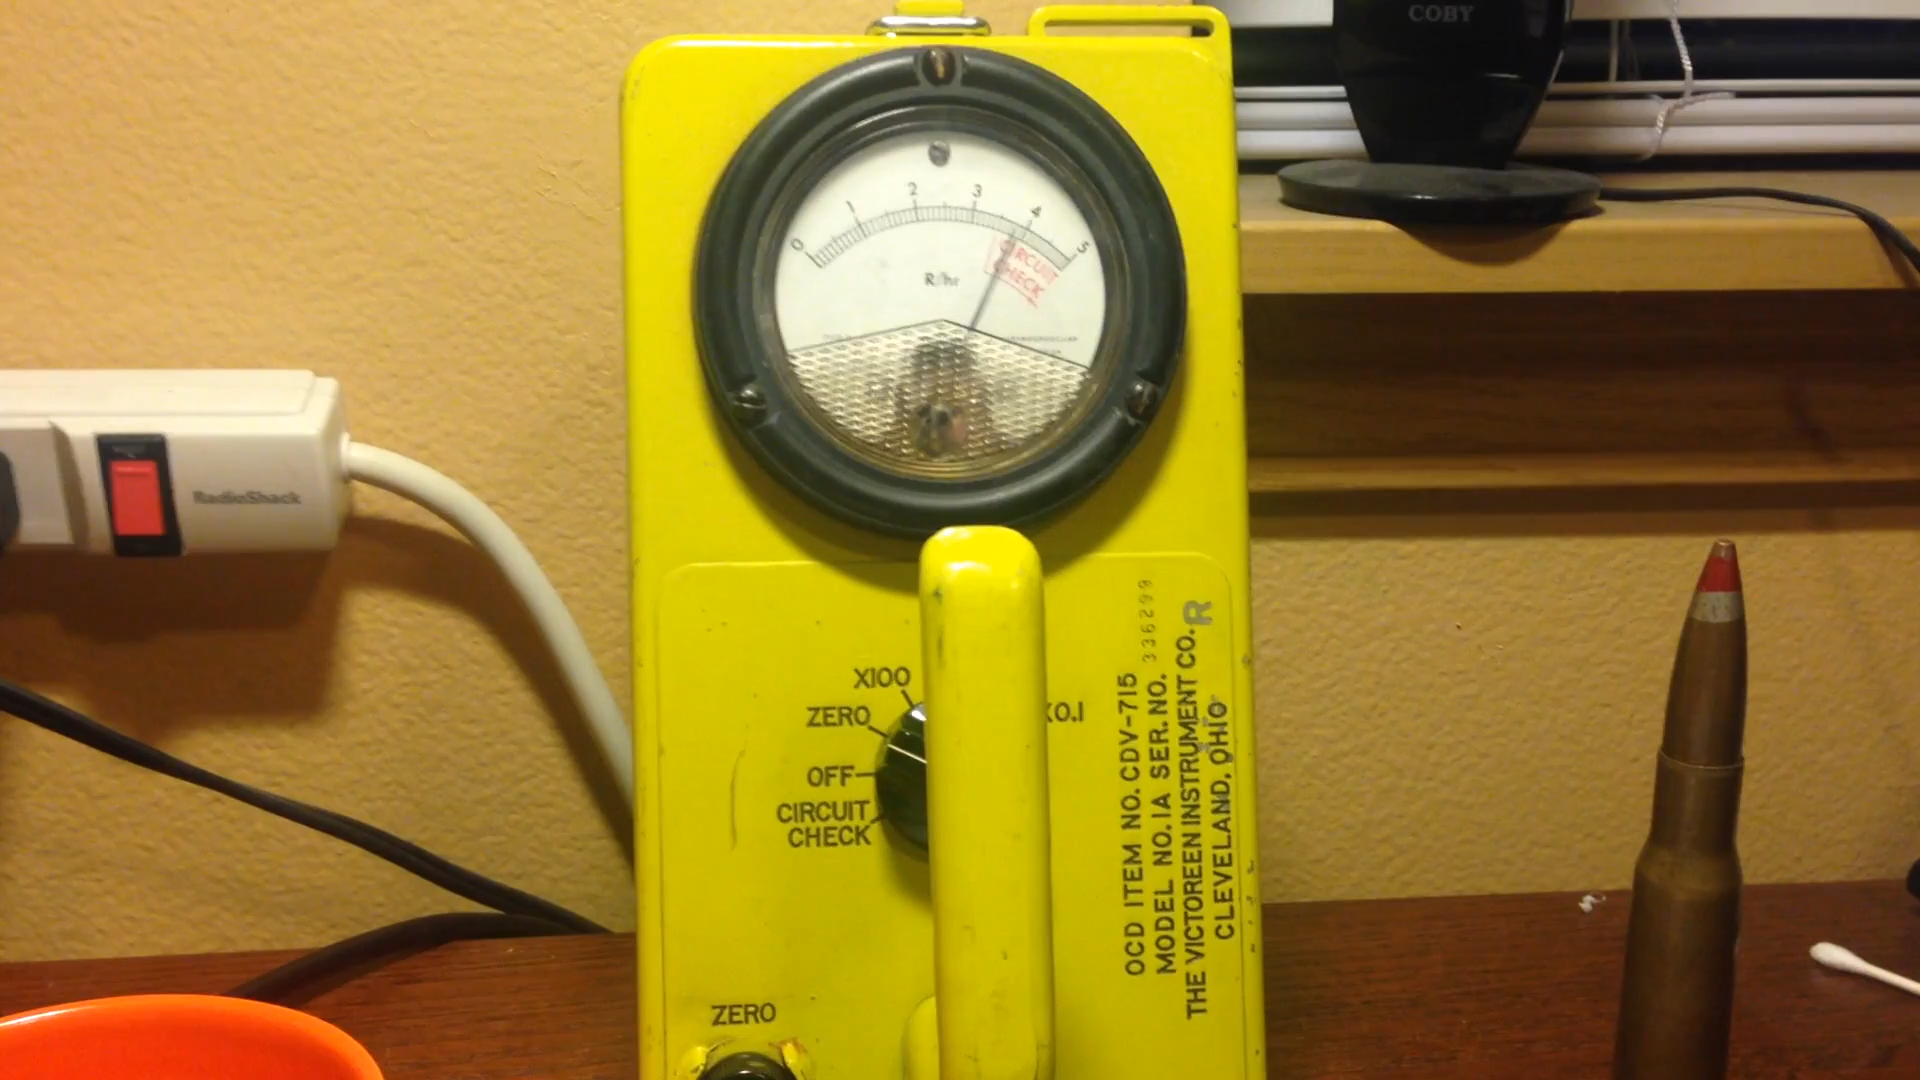 COBY
0 1 2 3 4 5
R/hr
CIRCUIT
CHECK
RadioShack
X100
ZERO
OFF
CIRCUIT
CHECK
X0.1
OCD ITEM NO. CDV-715
MODEL NO. 1A SER. NO. 336299
THE VICTOREEN INSTRUMENT CO. R
CLEVELAND, OHIO
ZERO